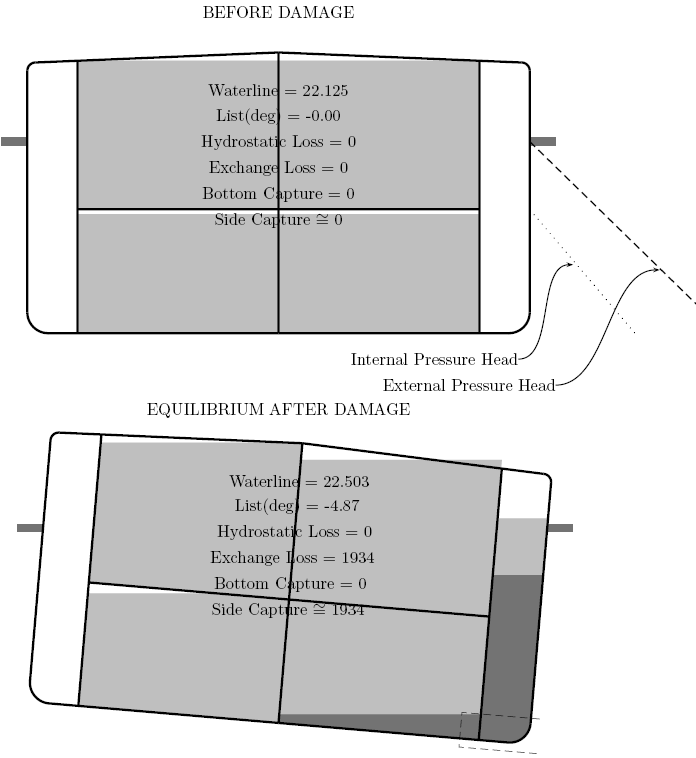 BEFORE DAMAGE
Waterline = 22.125
List(deg) = -0.00
Hydrostatic Loss = 0
Exchange Loss = 0
Bottom Capture = 0
Side Capture ≅ 0
Internal Pressure Head
External Pressure Head
EQUILIBRIUM AFTER DAMAGE
Waterline = 22.503
List(deg) = -4.87
Hydrostatic Loss = 0
Exchange Loss = 1934
Bottom Capture = 0
Side Capture ≅ 1934